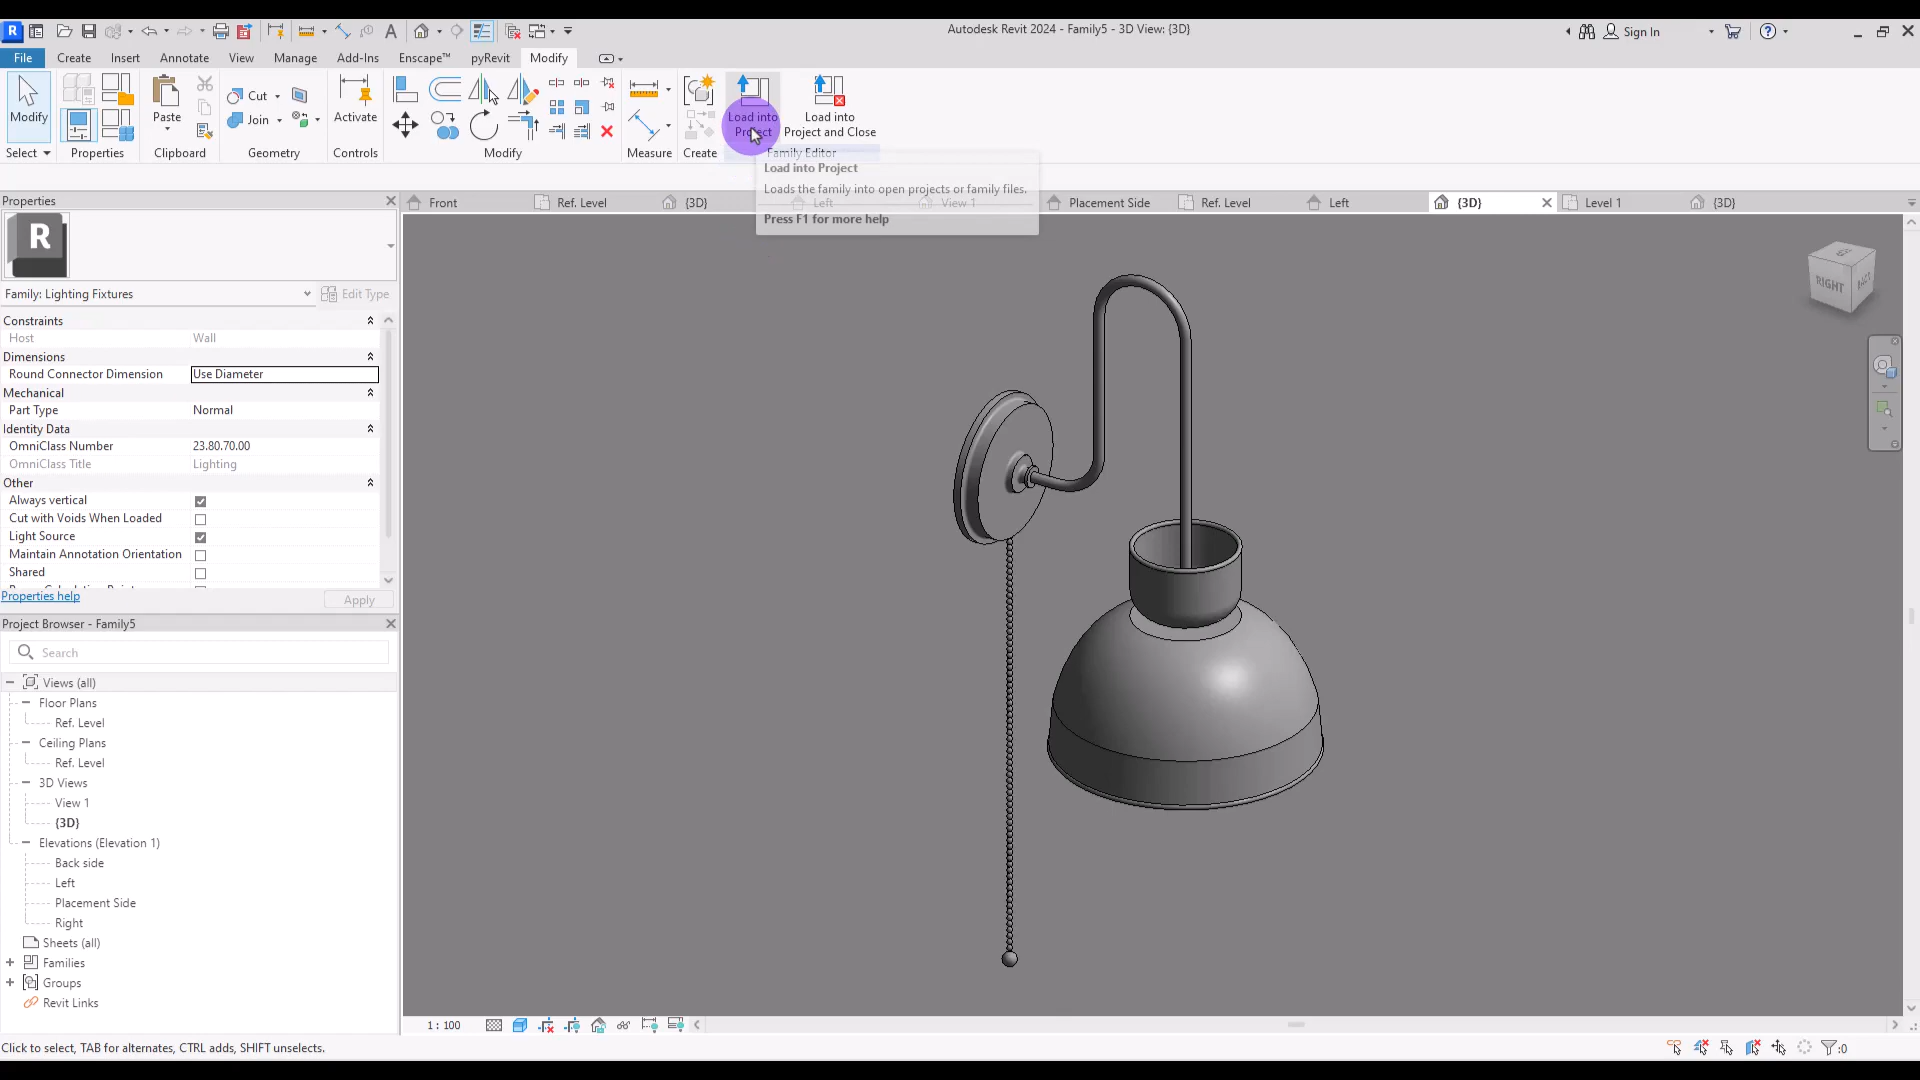 Autodesk Revit 2024 - Family5 - 3D View: {3D}
Sign In
File
Create
Insert
Annotate
View
Manage
Add-Ins
Enscape™
pyRevit
Modify
Modify
Select
Properties
Paste
Clipboard
Cut
Join
Geometry
Activate
Controls
Modify
Measure
Create
Load into
Project
Load into
Project and Close
Family Editor
Load into Project
Loads the family into open projects or family files.
Press F1 for more help
Front
Ref. Level
{3D}
Left
View 1
Placement Side
Ref. Level
Left
{3D}
Level 1
{3D}
Properties
R
Family: Lighting Fixtures
Edit Type
Constraints
Host Wall
Dimensions
Round Connector Dimension Use Diameter
Mechanical
Part Type Normal
Identity Data
OmniClass Number 23.80.70.00
OmniClass Title Lighting
Other
Always vertical
Cut with Voids When Loaded
Light Source
Maintain Annotation Orientation
Shared
Properties help
Apply
Project Browser - Family5
Search
Views (all)
Floor Plans
Ref. Level
Ceiling Plans
Ref. Level
3D Views
View 1
{3D}
Elevations (Elevation 1)
Back side
Left
Placement Side
Right
Sheets (all)
Families
Groups
Revit Links
RIGHT
1 : 100
Click to select, TAB for alternates, CTRL adds, SHIFT unselects.
:0